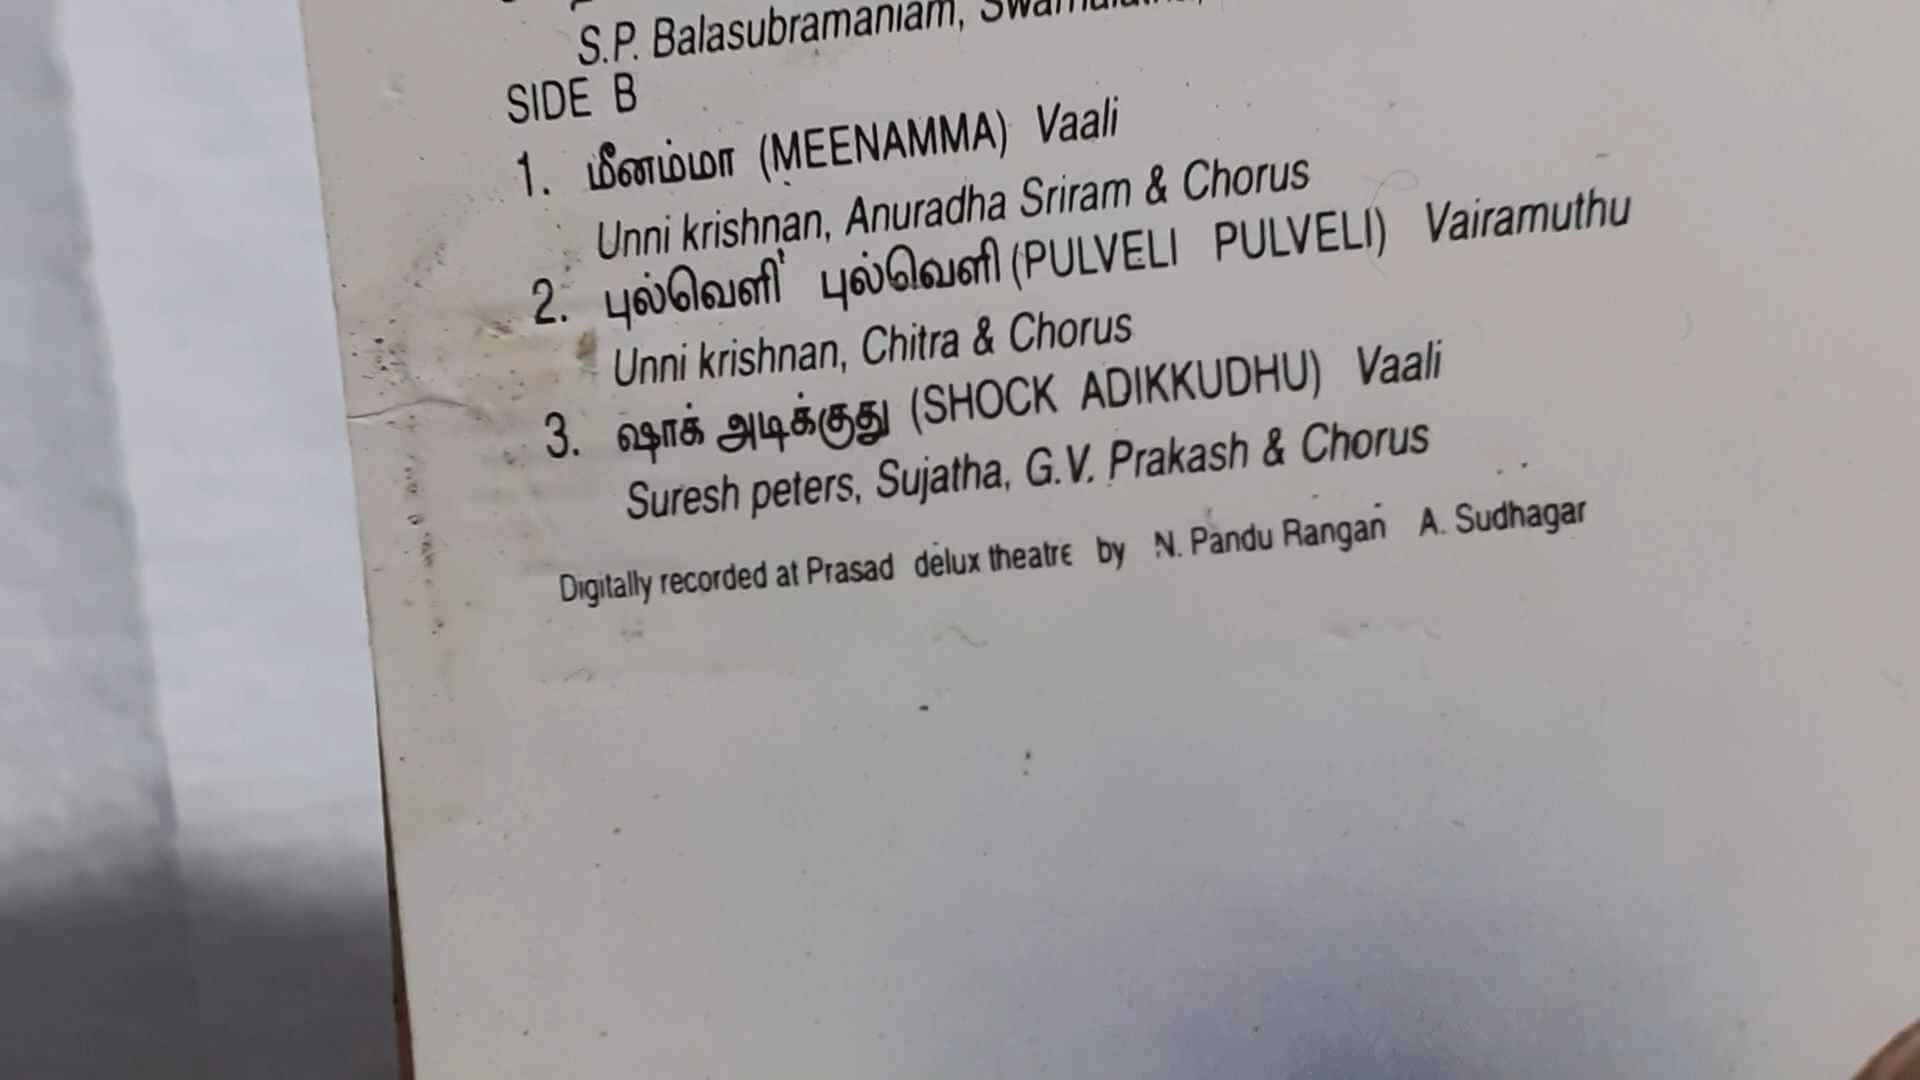 S.P. Balasubramaniam,
SIDE B
1. மீனம்மா (MEENAMMA) Vaali
Unni krishnan, Anuradha Sriram & Chorus
2. புல்வெளி புல்வெளி (PULVELI PULVELI) Vairamuthu
Unni krishnan, Chitra & Chorus
3. ஷாக் அடிக்குது (SHOCK ADIKKUDHU) Vaali
Suresh peters, Sujatha, G.V. Prakash & Chorus
Digitally recorded at Prasad delux theatre by N. Pandu Rangan A. Sudhagar